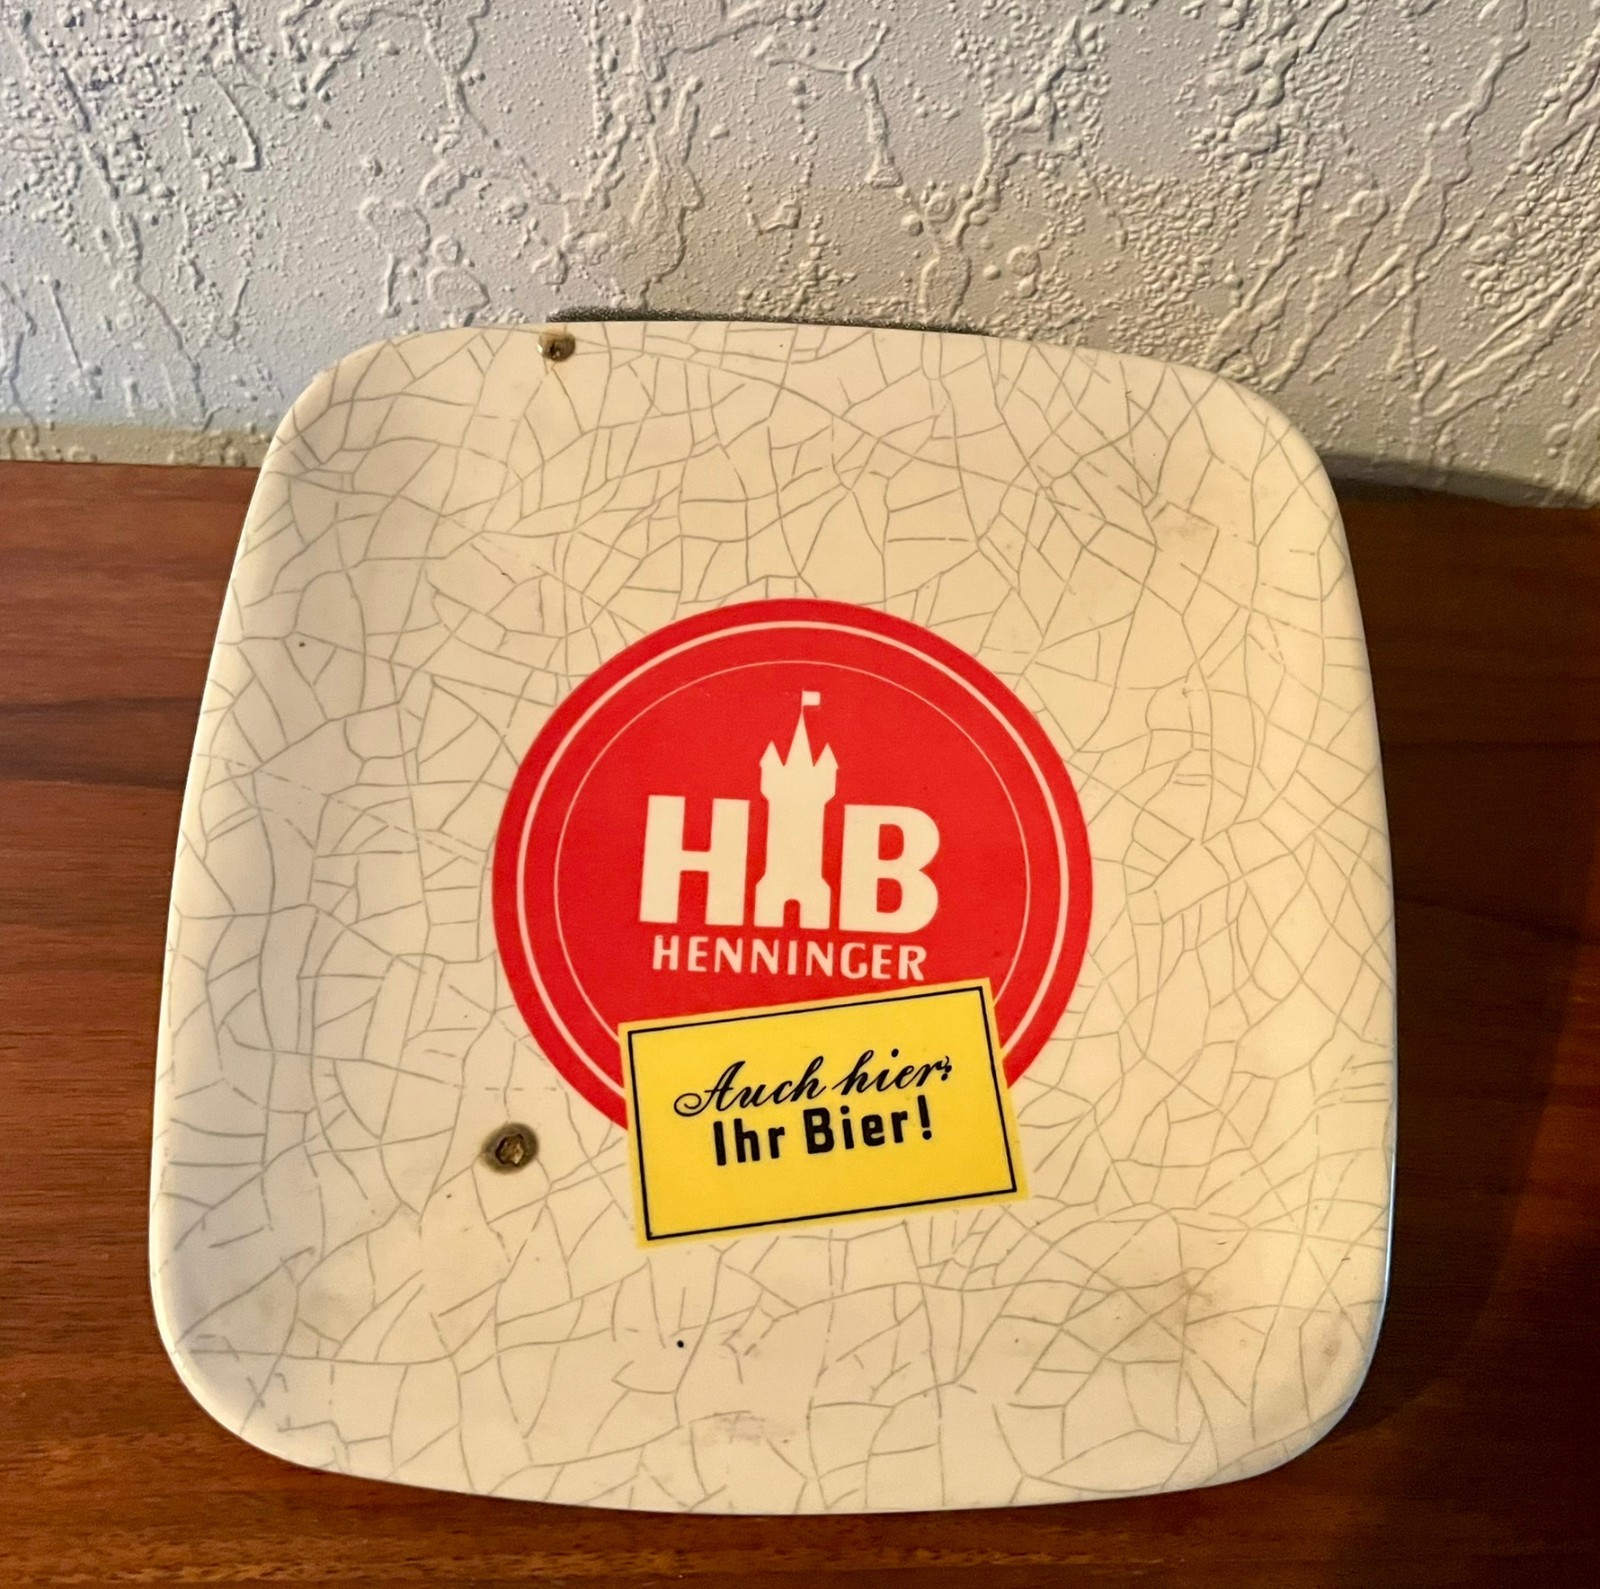 HB
HENNINGER
Auch hier:
Ihr Bier!